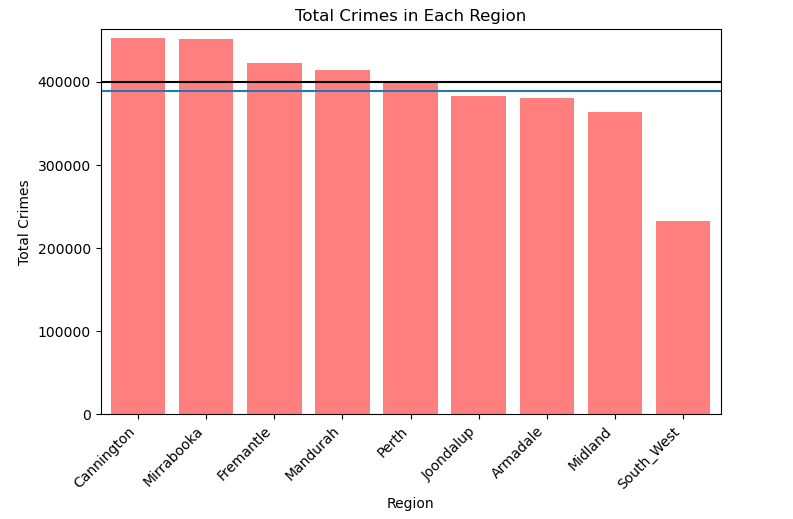 Total Crimes in Each Region
Total Crimes
400000
300000
200000
100000
0
Cannington
Mirrabooka
Fremantle
Mandurah
Perth
Joondalup
Armadale
Midland
South_West
Region